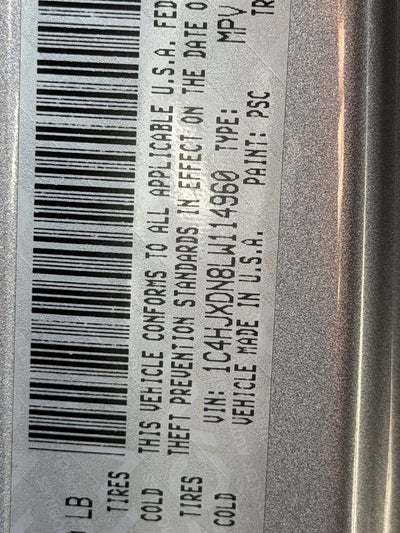 LB
TIRES
COLD THIS VEHICLE CONFORMS TO ALL APPLICABLE U.S.A. FED
TIRES THEFT PREVENTION STANDARDS IN EFFECT ON THE DATE O
COLD VIN: 1C4HJXDN8LW114960 TYPE: MPV
VEHICLE MADE IN U.S.A. PAINT: PSC TR